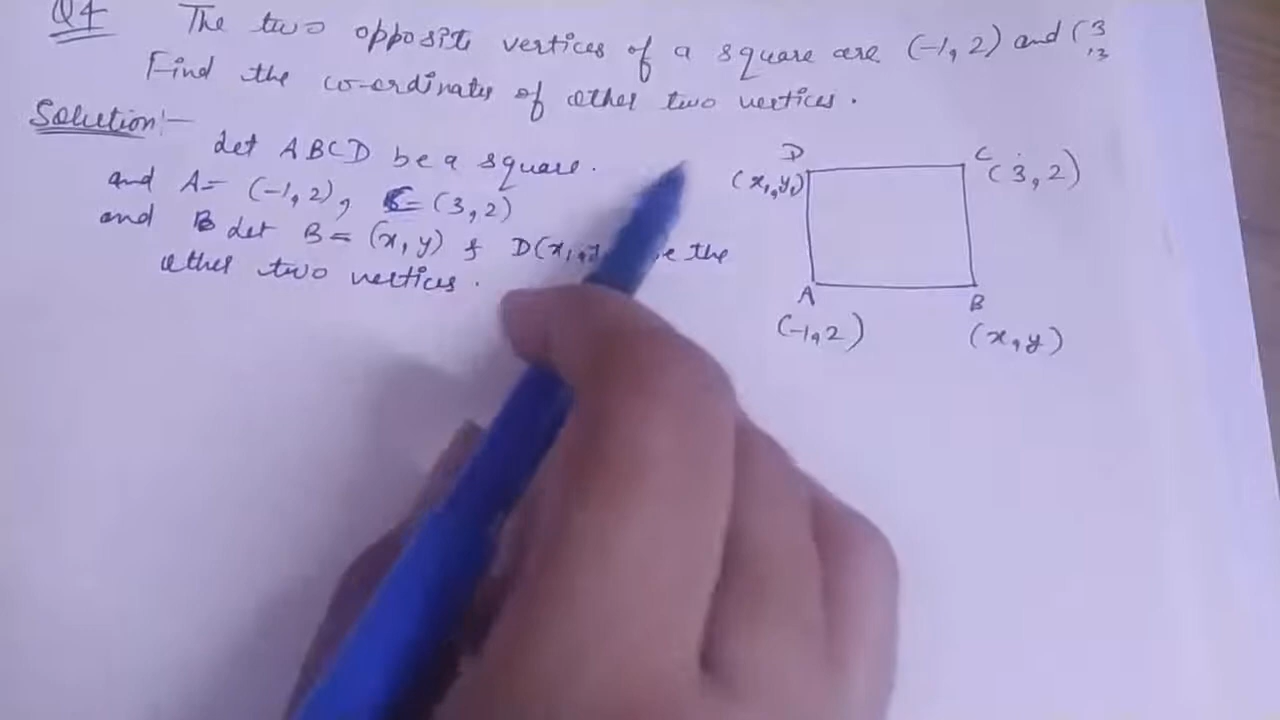 Q4 The two opposite vertices of a square are (-1, 2) and (3
Find the co-ordinates of other two vertices.
Solution:-
Let ABCD be a square.
and A= (-1, 2), C= (3, 2)
and B Let B = (x, y) & D(x₁, be the
other two vertices.
D
(x₁, y₁)
C (3, 2)
A
(-1, 2)
B
(x, y)